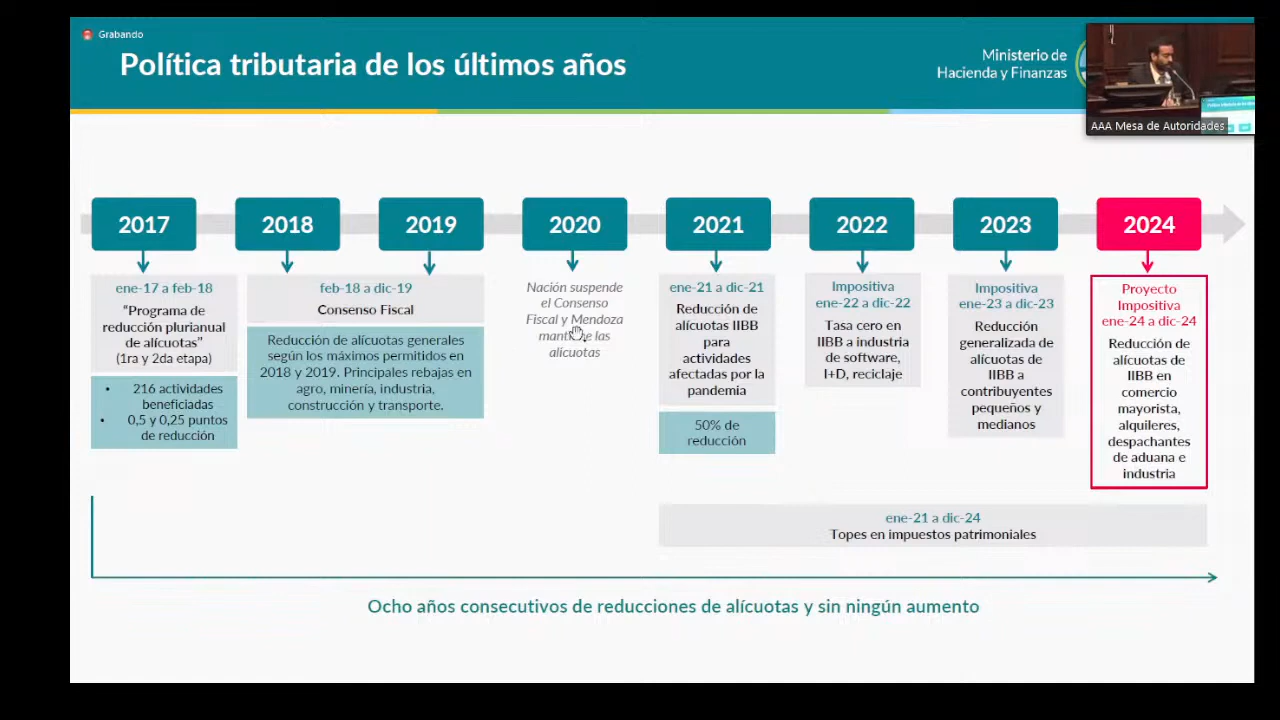 Grabando
Política tributaria de los últimos años
Ministerio de
Hacienda y Finanzas
AAA Mesa de Autoridades
2017
2018
2019
2020
2021
2022
2023
2024
ene-17 a feb-18
"Programa de
reducción plurianual
de alícuotas"
(1ra y 2da etapa)
• 216 actividades
beneficiadas
• 0,5 y 0,25 puntos
de reducción
feb-18 a dic-19
Consenso Fiscal
Reducción de alícuotas generales
según los máximos permitidos en
2018 y 2019. Principales rebajas en
agro, minería, industria,
construcción y transporte.
Nación suspende
el Consenso
Fiscal y Mendoza
mantiene las
alícuotas
ene-21 a dic-21
Reducción de
alícuotas IIBB
para
actividades
afectadas por la
pandemia
50% de
reducción
Impositiva
ene-22 a dic-22
Tasa cero en
IIBB a industria
de software,
I+D, reciclaje
Impositiva
ene-23 a dic-23
Reducción
generalizada de
alícuotas de
IIBB a
contribuyentes
pequeños y
medianos
Proyecto
Impositiva
ene-24 a dic-24
Reducción de
alícuotas de
IIBB en
comercio
mayorista,
alquileres,
despachantes
de aduana e
industria
ene-21 a dic-24
Topes en impuestos patrimoniales
Ocho años consecutivos de reducciones de alícuotas y sin ningún aumento